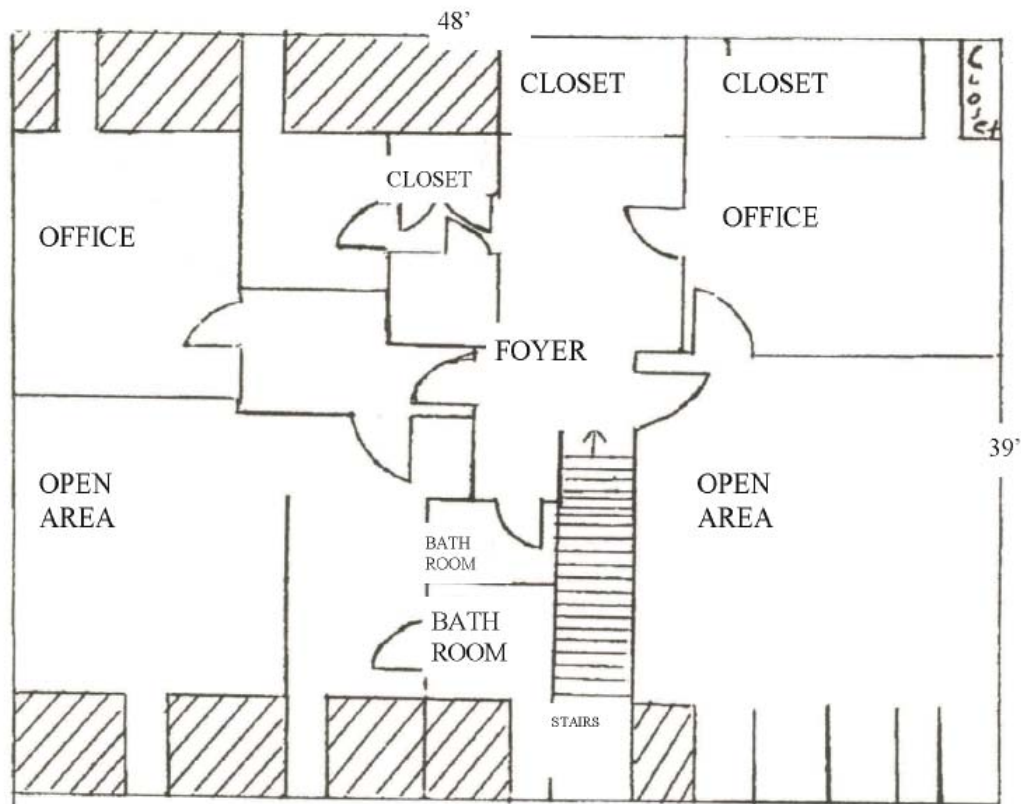 48’
CLOSET
CLOSET
Closet
CLOSET
OFFICE
OFFICE
FOYER
39’
OPEN
AREA
OPEN
AREA
BATH
ROOM
BATH
ROOM
STAIRS